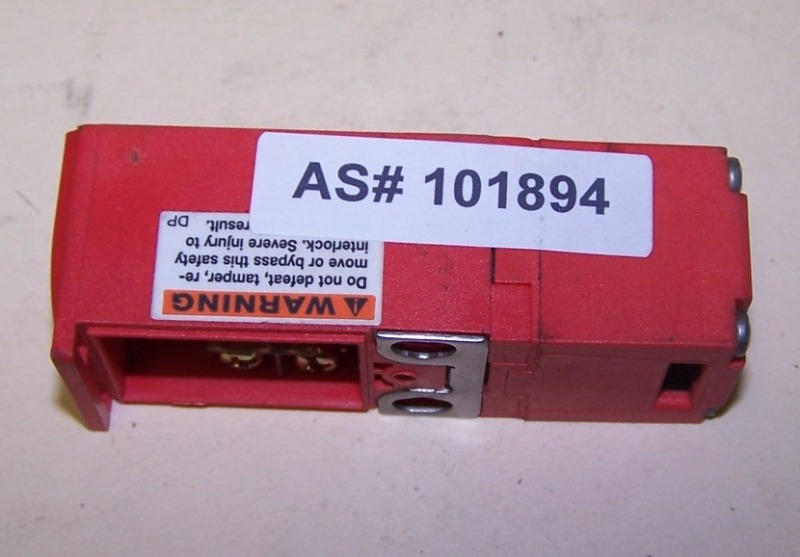 AS# 101894
⚠ WARNING
Do not defeat, tamper, re-
move or bypass this safety
interlock. Severe injury to
result. DP